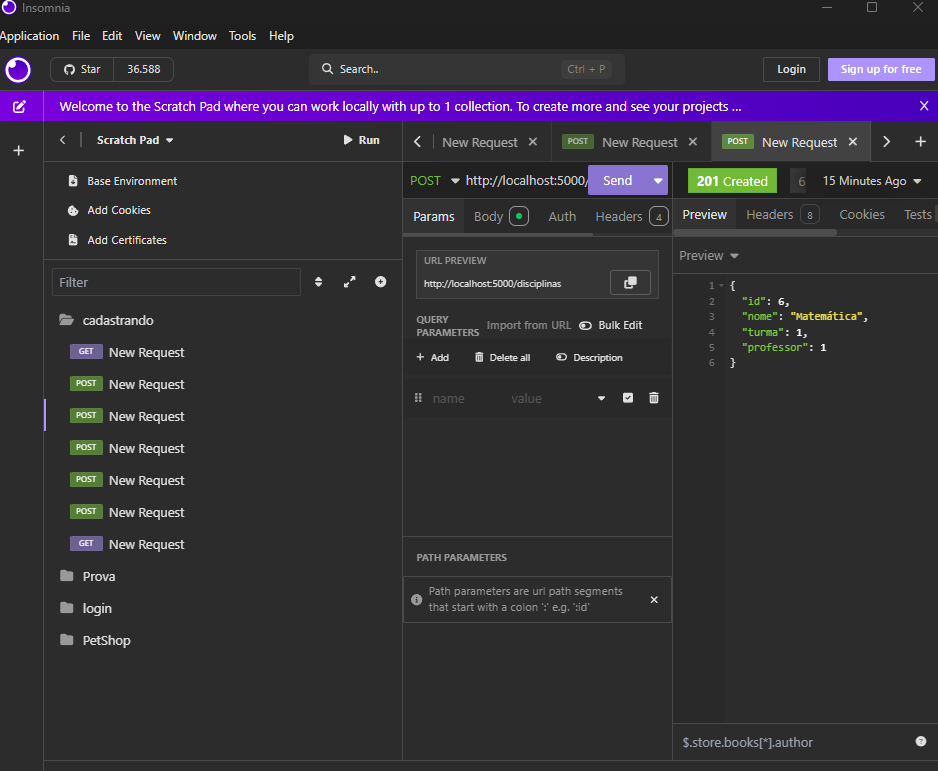 Insomnia
Application File Edit View Window Tools Help
Star 36.588
Search.. Ctrl + P
Login Sign up for free
Welcome to the Scratch Pad where you can work locally with up to 1 collection. To create more and see your projects ...
Scratch Pad Run
Base Environment
Add Cookies
Add Certificates
Filter
cadastrando
GET New Request
POST New Request
POST New Request
POST New Request
POST New Request
POST New Request
GET New Request
Prova
login
PetShop
New Request POST New Request POST New Request
POST http://localhost:5000/ Send
Params Body Auth Headers 4
URL PREVIEW
http://localhost:5000/disciplinas
QUERY PARAMETERS Import from URL Bulk Edit
+ Add Delete all Description
name value
PATH PARAMETERS
Path parameters are url path segments
that start with a colon ':' e.g. ':id'
201 Created 6 15 Minutes Ago
Preview Headers 8 Cookies Tests
Preview
1 {
2 "id": 6,
3 "nome": "Matemática",
4 "turma": 1,
5 "professor": 1
6 }
$.store.books[*].author